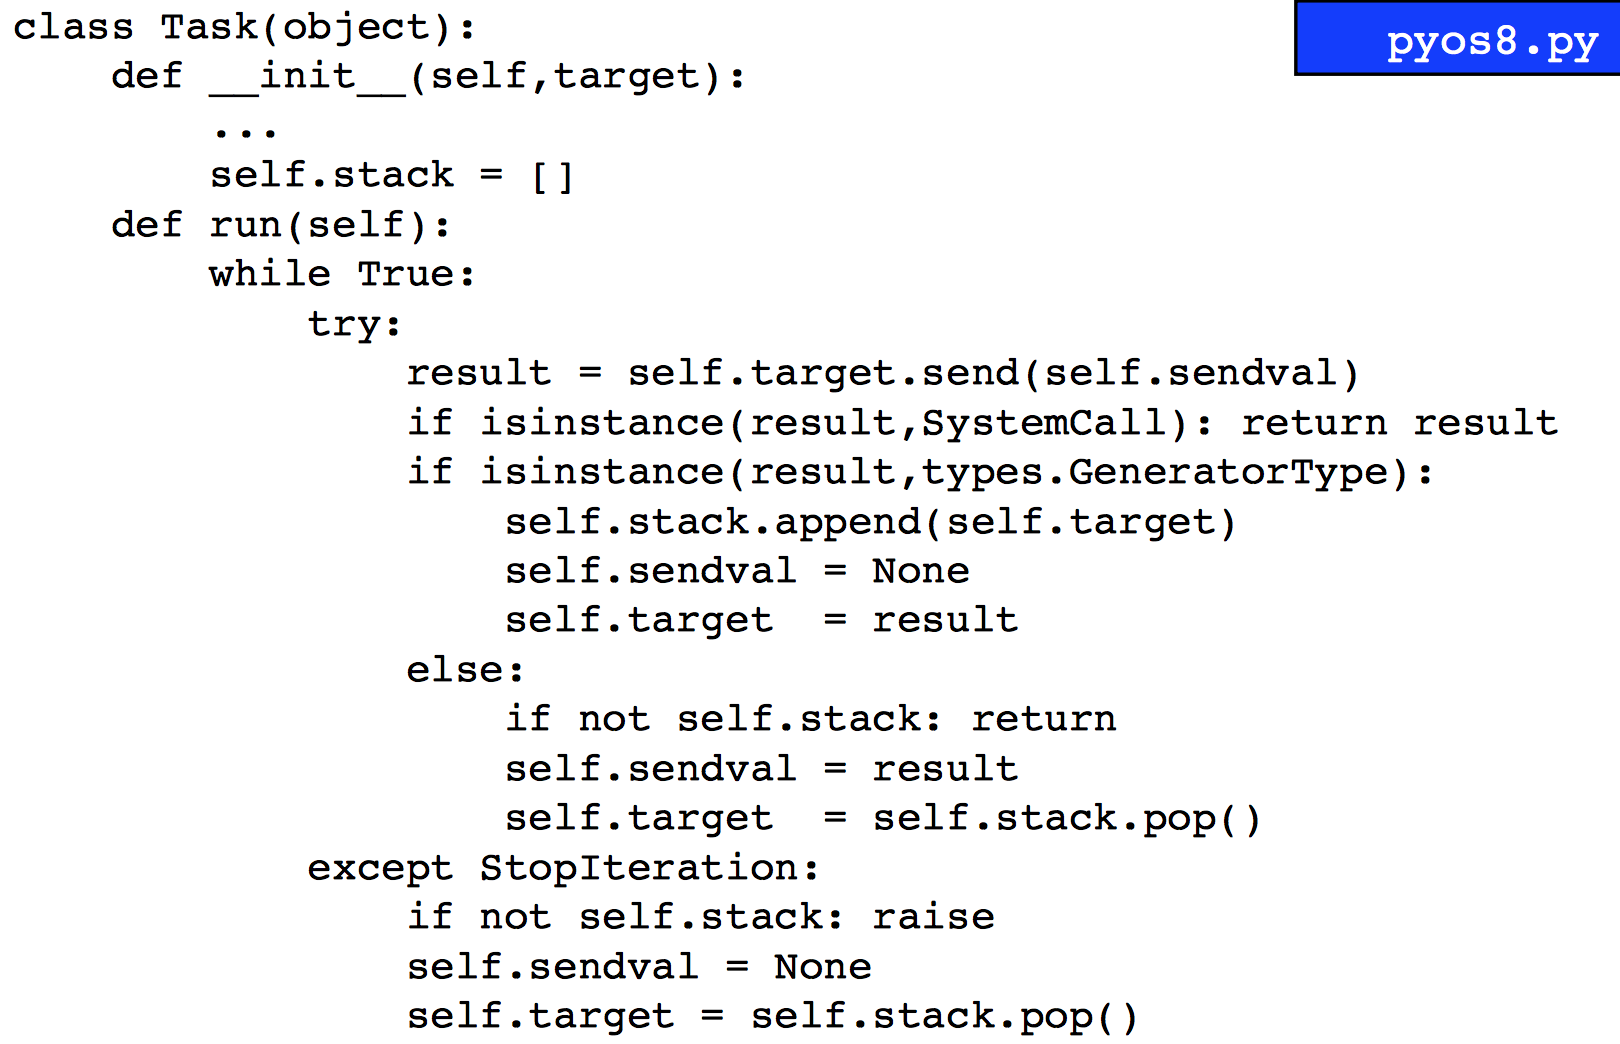 class Task(object):
pyos8.py
    def __init__(self,target):
        ...
        self.stack = []
    def run(self):
        while True:
            try:
                result = self.target.send(self.sendval)
                if isinstance(result,SystemCall): return result
                if isinstance(result,types.GeneratorType):
                    self.stack.append(self.target)
                    self.sendval = None
                    self.target  = result
                else:
                    if not self.stack: return
                    self.sendval = result
                    self.target  = self.stack.pop()
            except StopIteration:
                if not self.stack: raise
                self.sendval = None
                self.target = self.stack.pop()